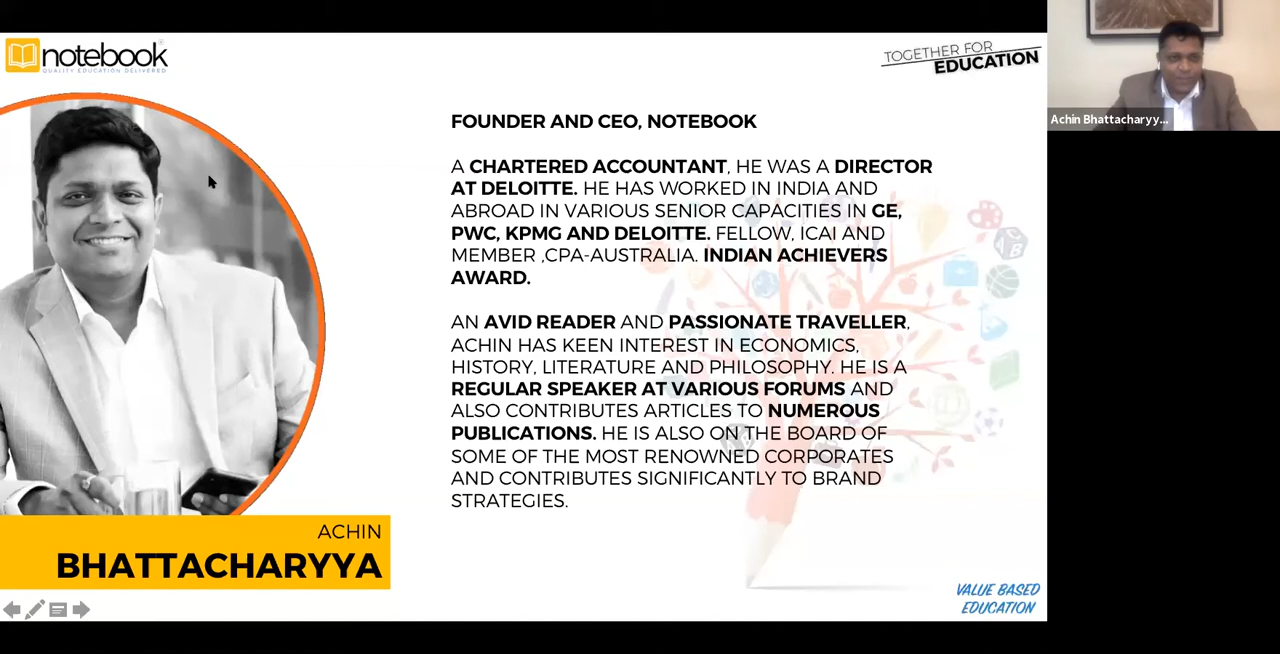 notebook
QUALITY EDUCATION DELIVERED
TOGETHER FOR
EDUCATION
Achin Bhattacharyy...
FOUNDER AND CEO, NOTEBOOK
A CHARTERED ACCOUNTANT, HE WAS A DIRECTOR
AT DELOITTE. HE HAS WORKED IN INDIA AND
ABROAD IN VARIOUS SENIOR CAPACITIES IN GE,
PWC, KPMG AND DELOITTE. FELLOW, ICAI AND
MEMBER ,CPA-AUSTRALIA. INDIAN ACHIEVERS
AWARD.
AN AVID READER AND PASSIONATE TRAVELLER,
ACHIN HAS KEEN INTEREST IN ECONOMICS,
HISTORY, LITERATURE AND PHILOSOPHY. HE IS A
REGULAR SPEAKER AT VARIOUS FORUMS AND
ALSO CONTRIBUTES ARTICLES TO NUMEROUS
PUBLICATIONS. HE IS ALSO ON THE BOARD OF
SOME OF THE MOST RENOWNED CORPORATES
AND CONTRIBUTES SIGNIFICANTLY TO BRAND
STRATEGIES.
ACHIN
BHATTACHARYYA
VALUE BASED
EDUCATION